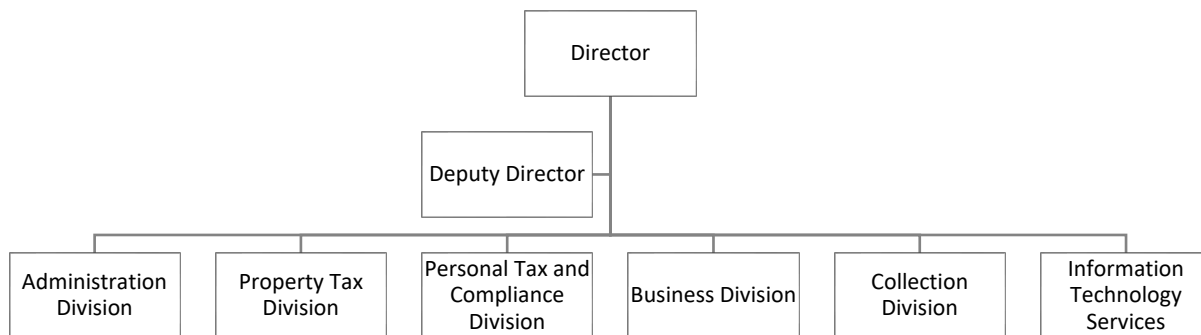 Director
Deputy Director
Administration
Division
Property Tax
Division
Personal Tax and
Compliance
Division
Business Division
Collection
Division
Information
Technology
Services